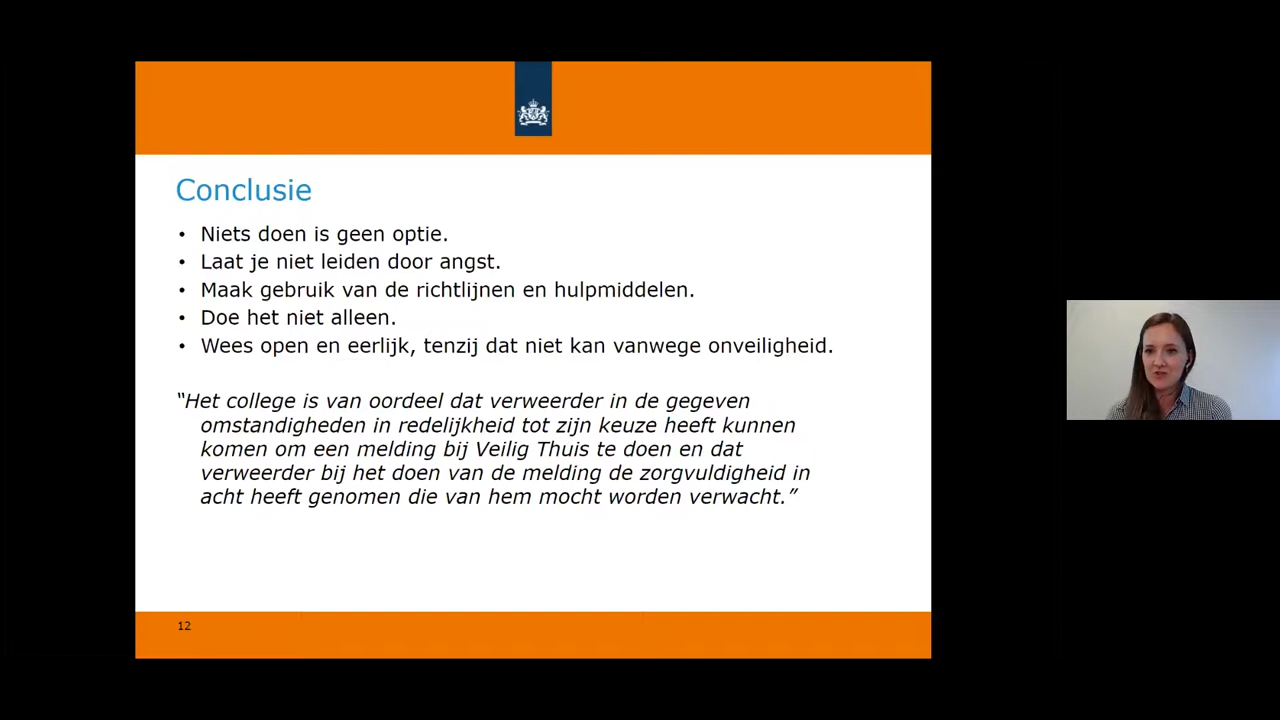 Conclusie
• Niets doen is geen optie.
• Laat je niet leiden door angst.
• Maak gebruik van de richtlijnen en hulpmiddelen.
• Doe het niet alleen.
• Wees open en eerlijk, tenzij dat niet kan vanwege onveiligheid.
“Het college is van oordeel dat verweerder in de gegeven
omstandigheden in redelijkheid tot zijn keuze heeft kunnen
komen om een melding bij Veilig Thuis te doen en dat
verweerder bij het doen van de melding de zorgvuldigheid in
acht heeft genomen die van hem mocht worden verwacht.”
12